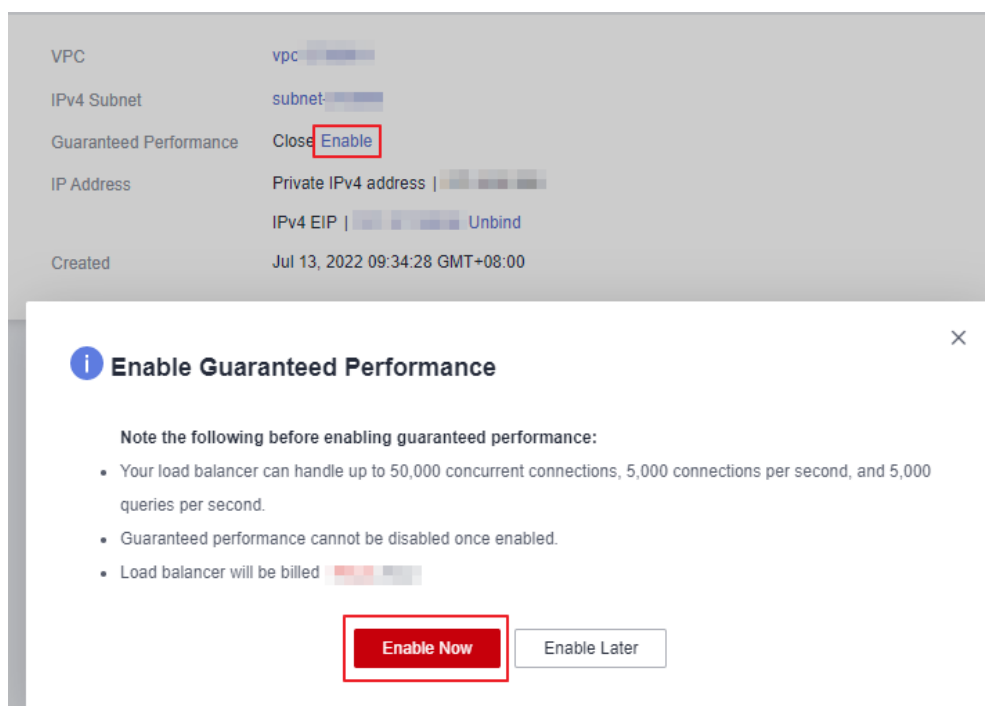 VPC vpc
IPv4 Subnet subnet-
Guaranteed Performance Close Enable
IP Address Private IPv4 address |
IPv4 EIP | Unbind
Created Jul 13, 2022 09:34:28 GMT+08:00
Enable Guaranteed Performance
Note the following before enabling guaranteed performance:
Your load balancer can handle up to 50,000 concurrent connections, 5,000 connections per second, and 5,000
queries per second.
Guaranteed performance cannot be disabled once enabled.
Load balancer will be billed
Enable Now Enable Later